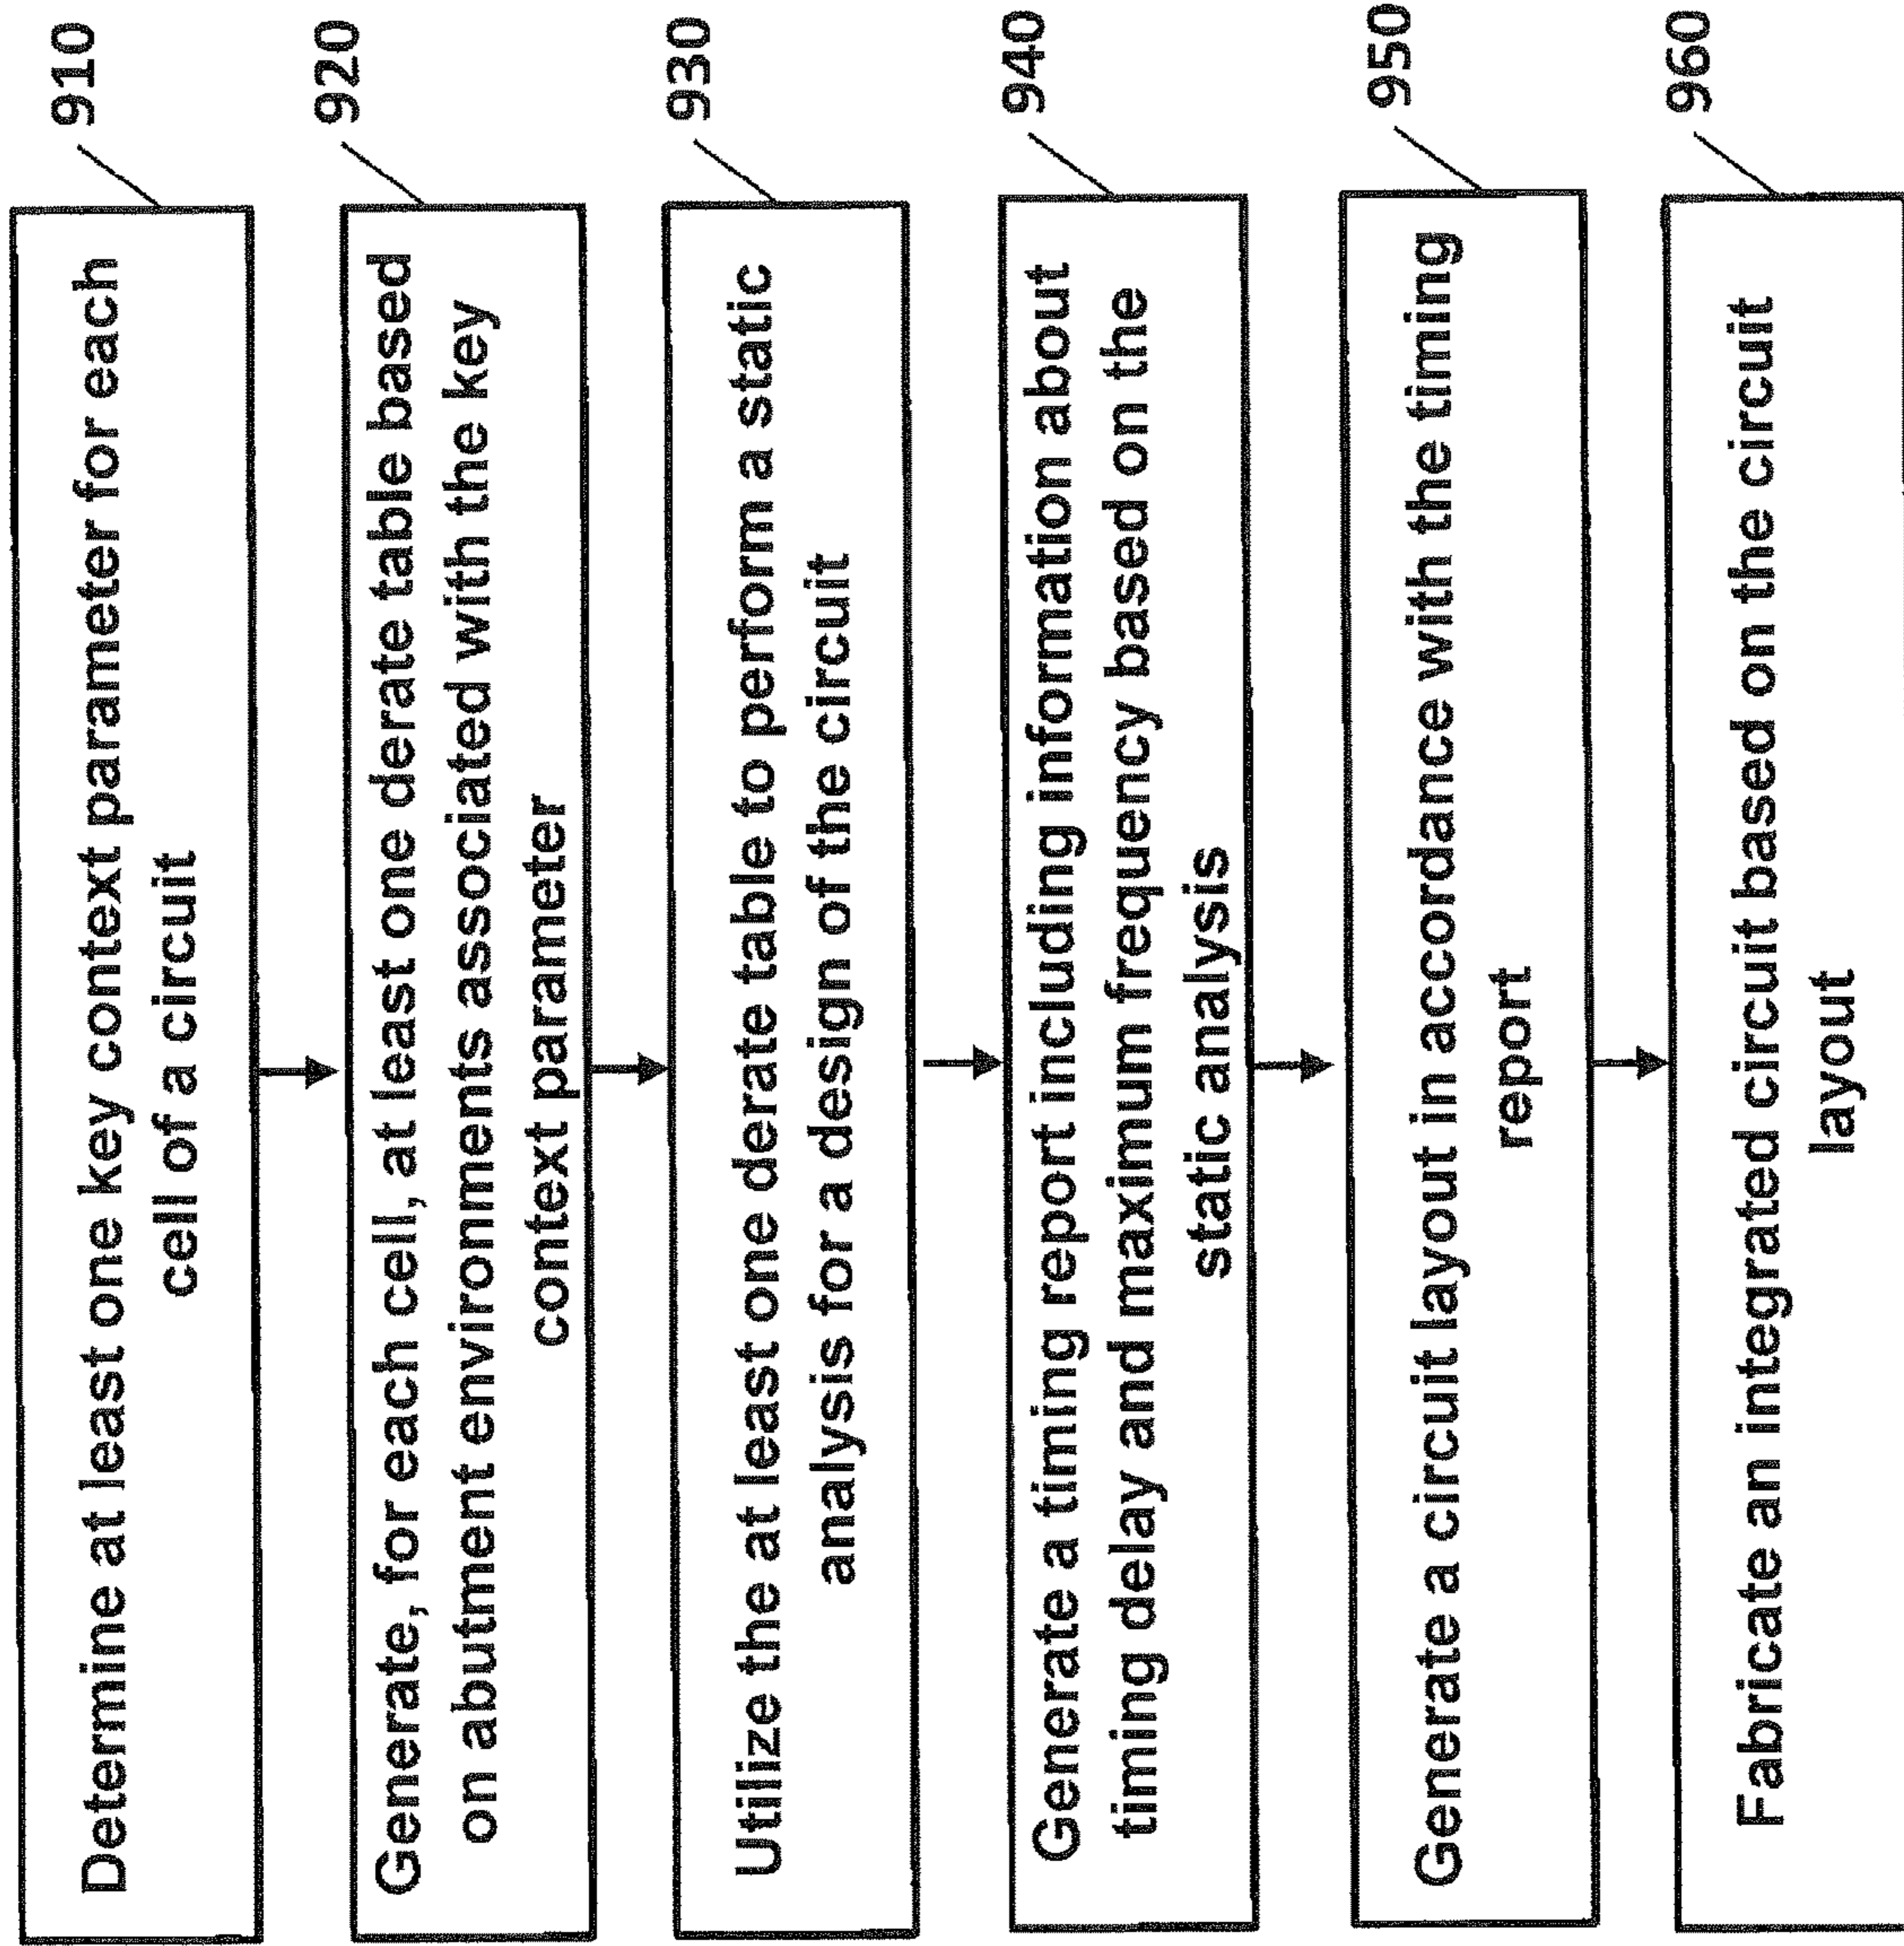 910
Determine at least one key context parameter for each
cell of a circuit
920
Generate, for each cell, at least one derate table based
on abutment environments associated with the key
context parameter
930
Utilize the at least one derate table to perform a static
analysis for a design of the circuit
940
Generate a timing report including information about
timing delay and maximum frequency based on the
static analysis
950
Generate a circuit layout in accordance with the timing
report
960
Fabricate an integrated circuit based on the circuit
layout